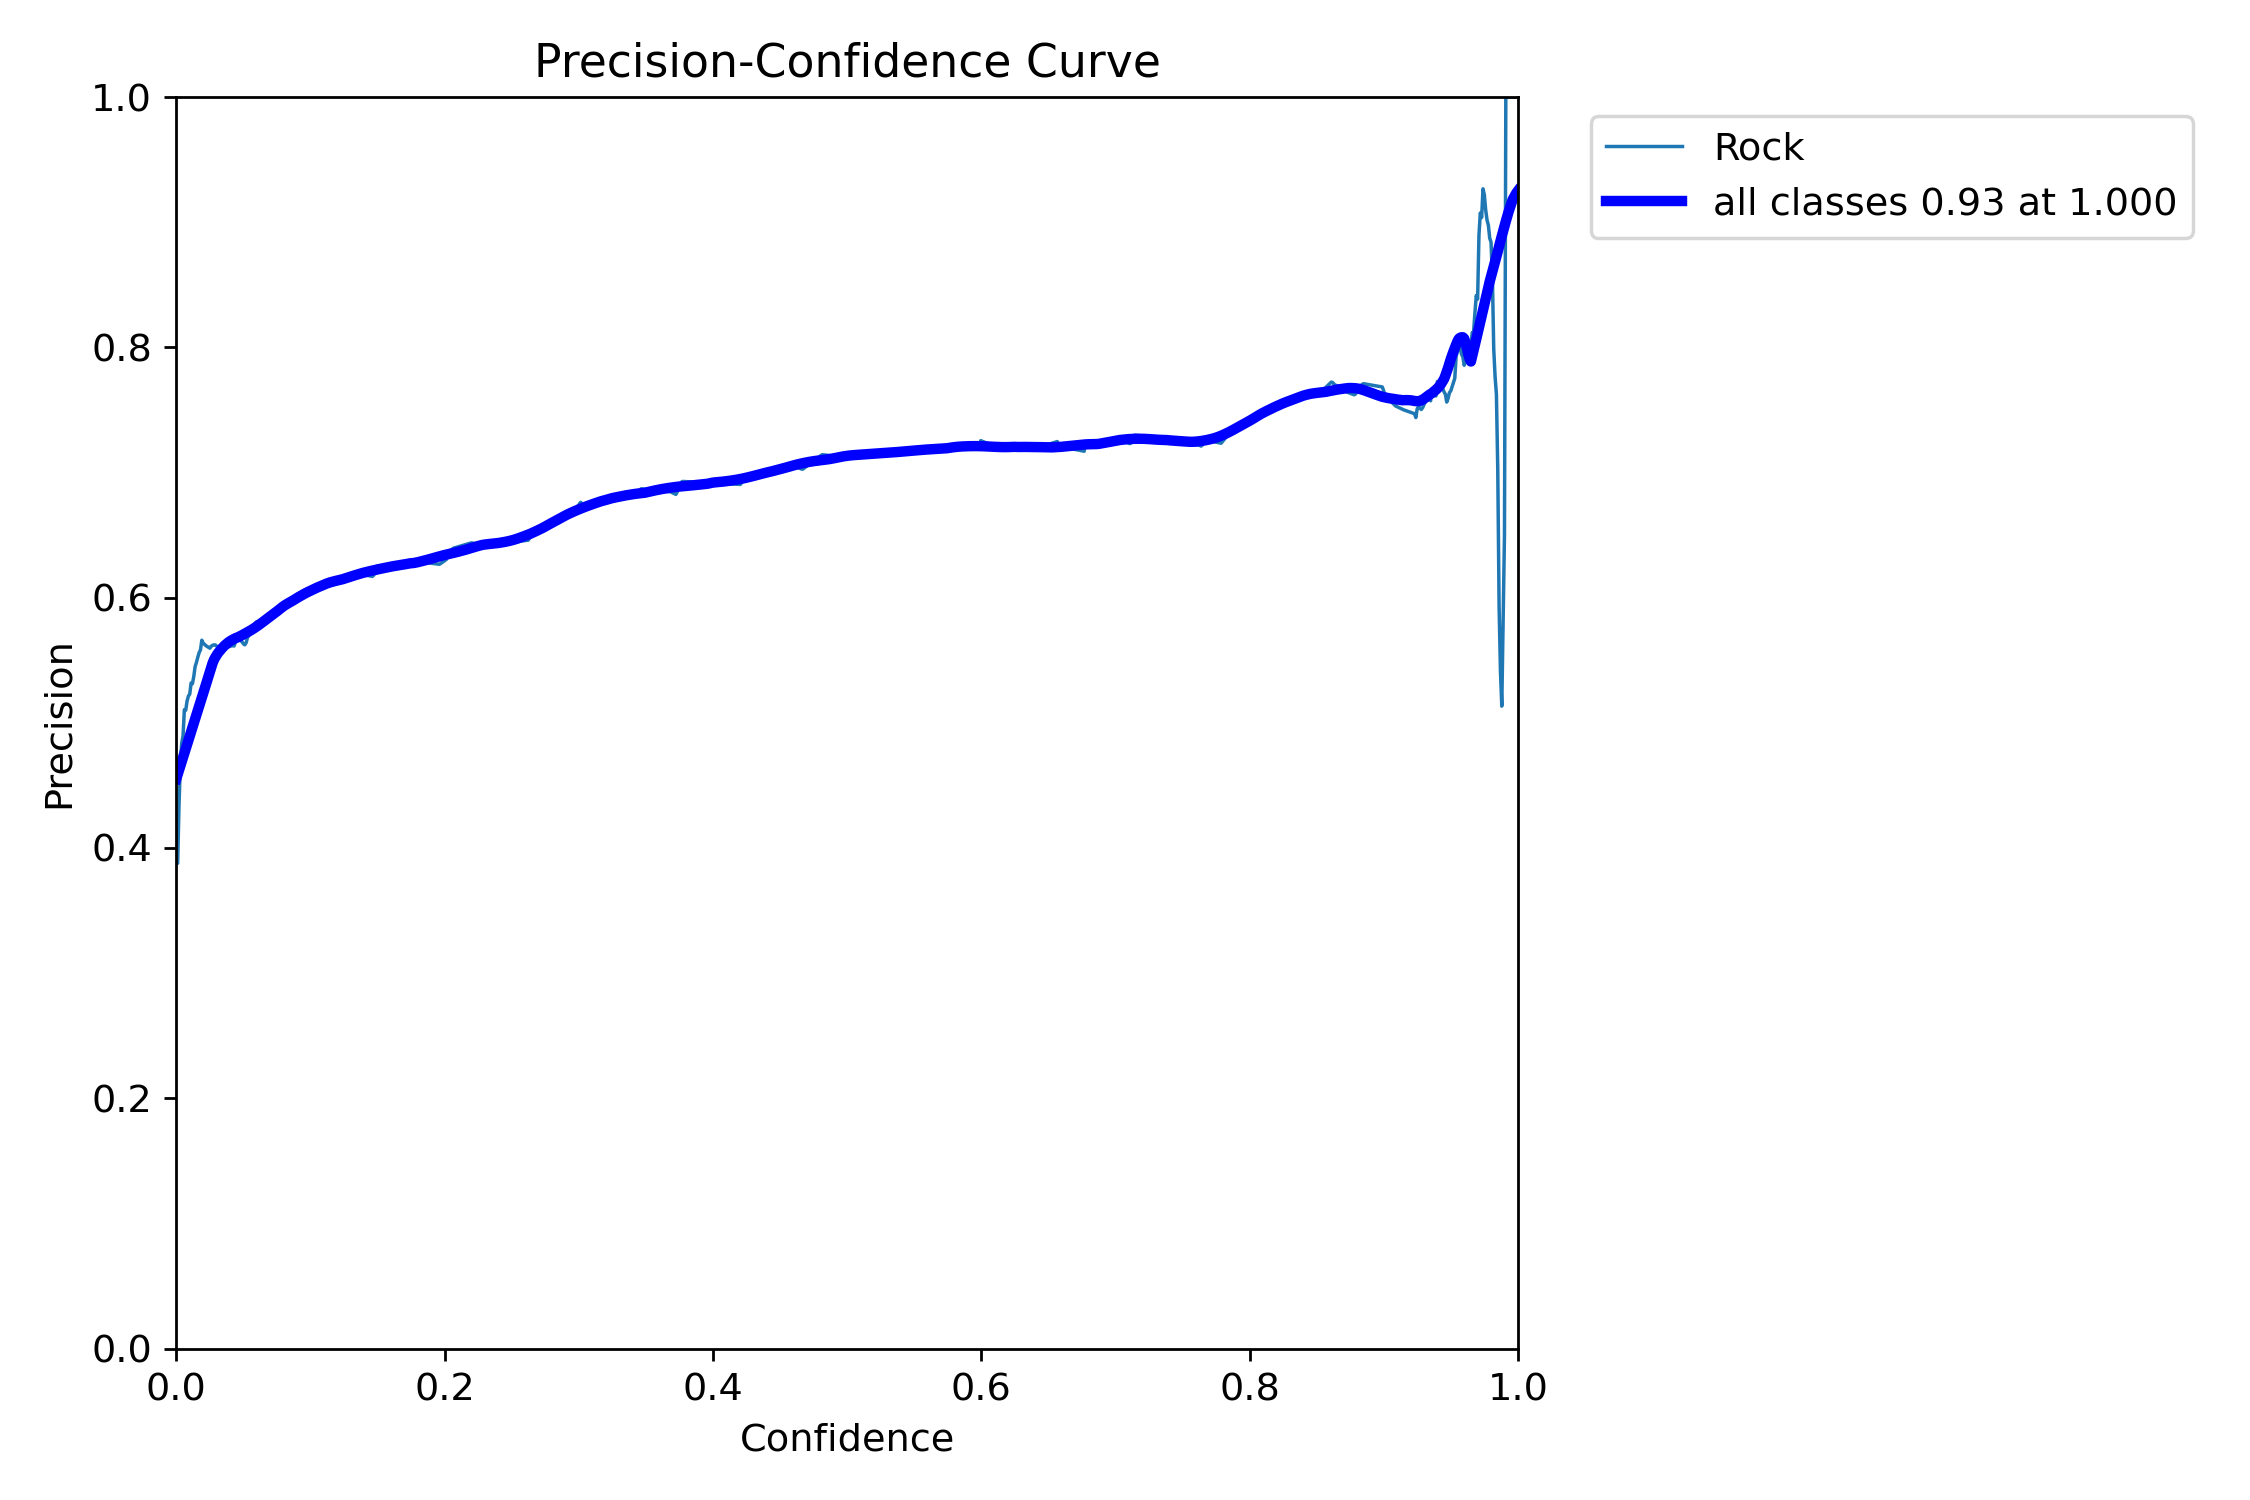 Precision-Confidence Curve
Rock
all classes 0.93 at 1.000
1.0
0.8
0.6
0.4
0.2
0.0
Precision
0.0 0.2 0.4 0.6 0.8 1.0
Confidence